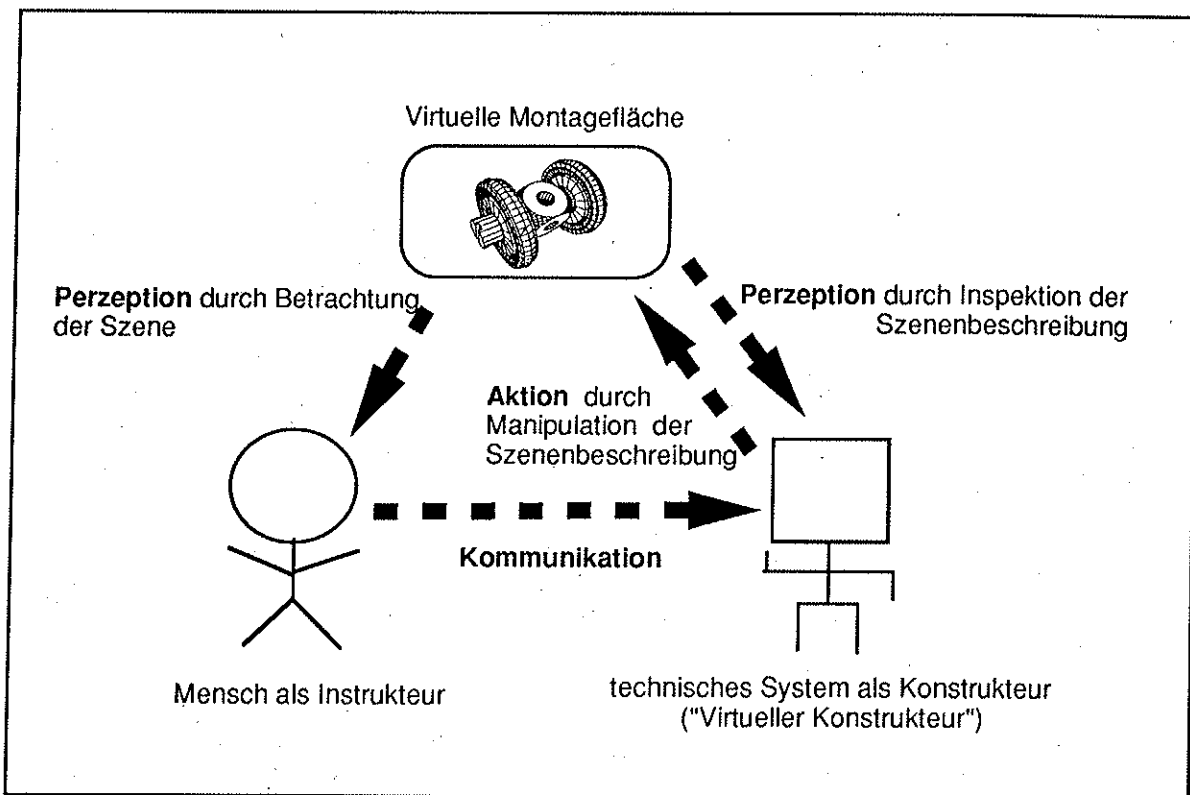 Virtuelle Montagefläche
Perzeption durch Betrachtung
der Szene
Perzeption durch Inspektion der
Szenenbeschreibung
Aktion durch
Manipulation der
Szenenbeschreibung
Kommunikation
Mensch als Instrukteur
technisches System als Konstrukteur
("Virtueller Konstrukteur")